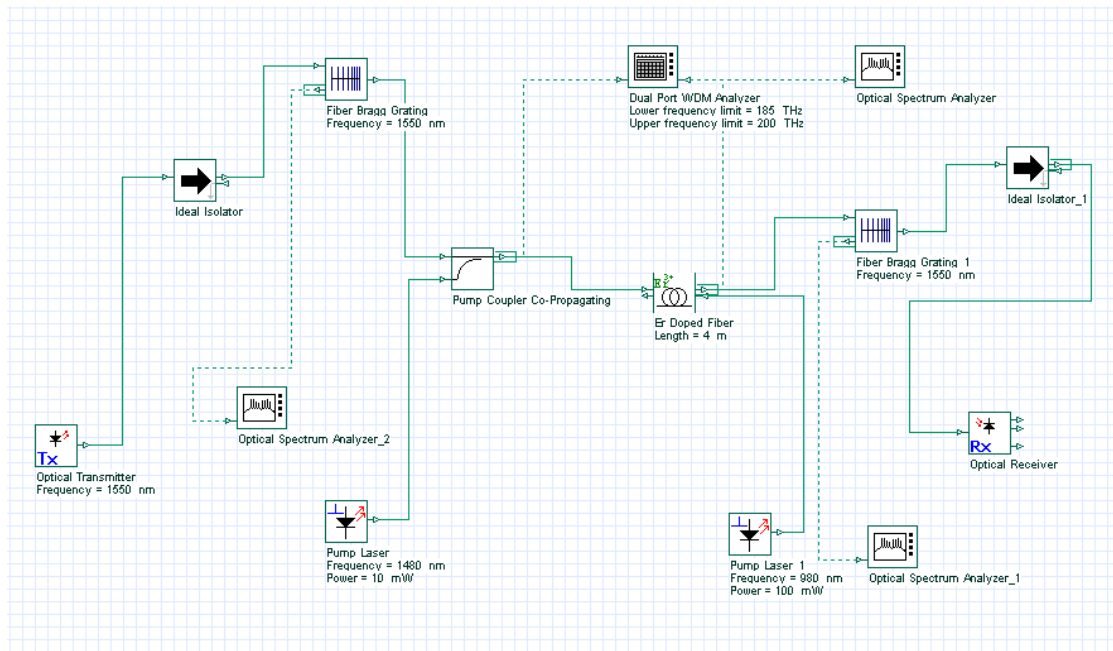 Fiber Bragg Grating
Frequency = 1550 nm
Dual Port WDM Analyzer
Lower frequency limit = 185 THz
Upper frequency limit = 200 THz
Optical Spectrum Analyzer
Ideal Isolator
Ideal Isolator_1
Fiber Bragg Grating 1
Frequency = 1550 nm
Pump Coupler Co-Propagating
Er 3+
Er Doped Fiber
Length = 4 m
Optical Spectrum Analyzer_2
Tx
Optical Transmitter
Frequency = 1550 nm
Rx
Optical Receiver
Pump Laser
Frequency = 1480 nm
Power = 10 mW
Pump Laser 1
Frequency = 980 nm
Power = 100 mW
Optical Spectrum Analyzer_1